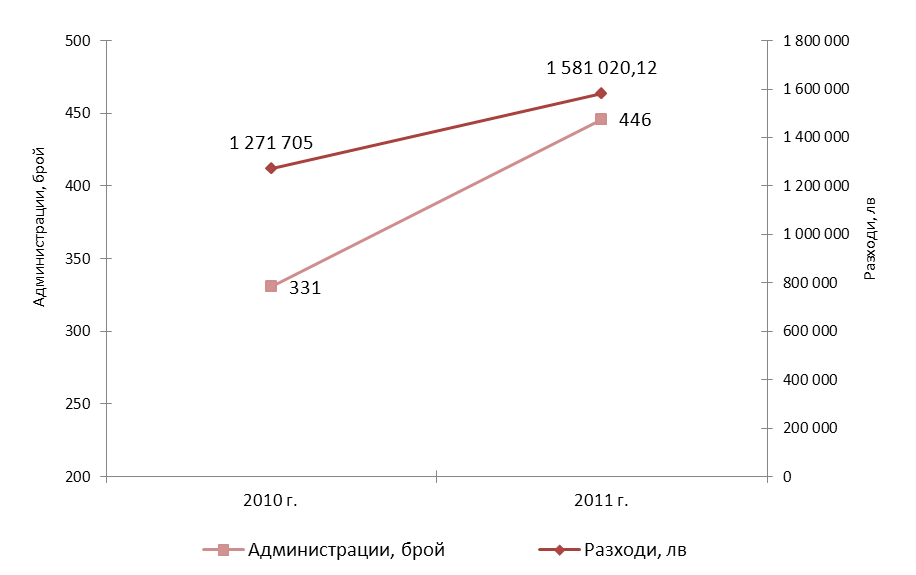 Администрации, брой
500
450
400
350
300
250
200
1 271 705
1 581 020,12
331
446
1 800 000
1 600 000
1 400 000
1 200 000
1 000 000
800 000
600 000
400 000
200 000
0
Разходи, лв
2010 г.
2011 г.
Администрации, брой
Разходи, лв